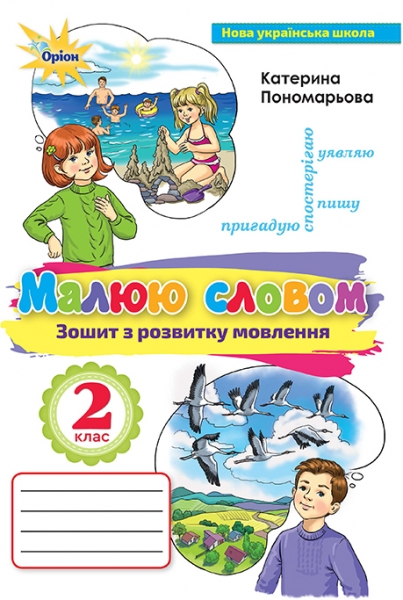 Оріон
Нова українська школа
Катерина
Пономарьова
уявляю
спостерігаю
пишу
пригадую
Малюю словом
Зошит з розвитку мовлення
2
клас